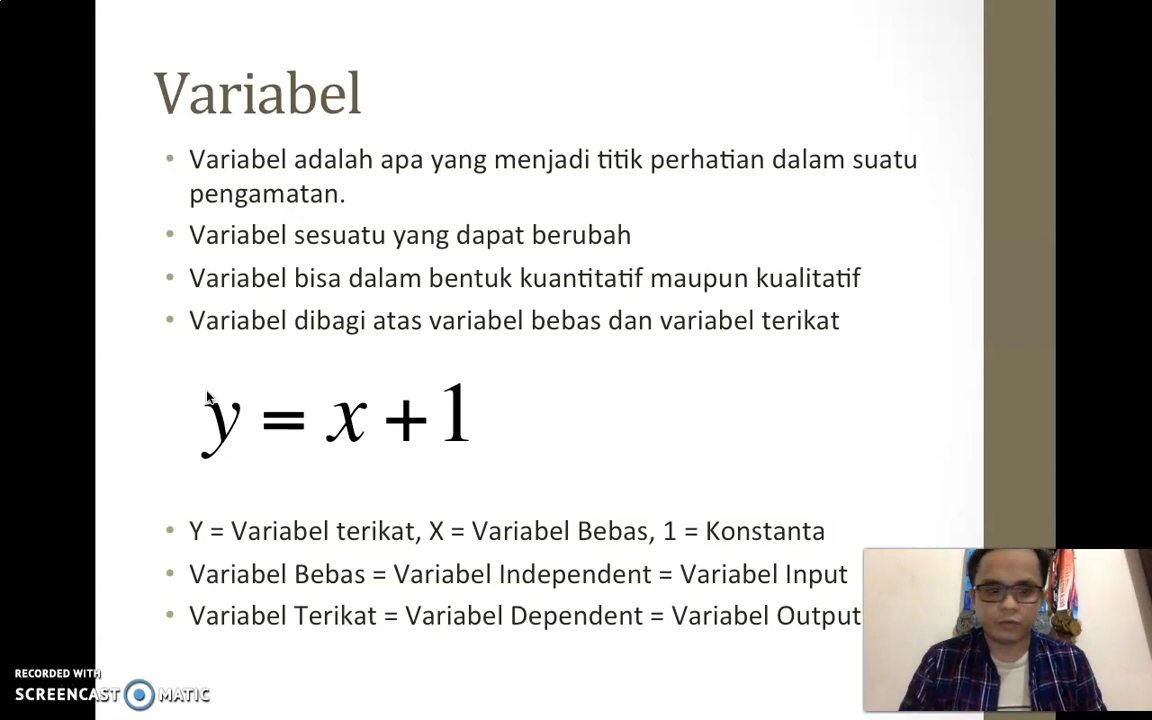 Variabel
• Variabel adalah apa yang menjadi titik perhatian dalam suatu
pengamatan.
• Variabel sesuatu yang dapat berubah
• Variabel bisa dalam bentuk kuantitatif maupun kualitatif
• Variabel dibagi atas variabel bebas dan variabel terikat
y = x + 1
• Y = Variabel terikat, X = Variabel Bebas, 1 = Konstanta
• Variabel Bebas = Variabel Independent = Variabel Input
• Variabel Terikat = Variabel Dependent = Variabel Output
RECORDED WITH
SCREENCAST MATIC